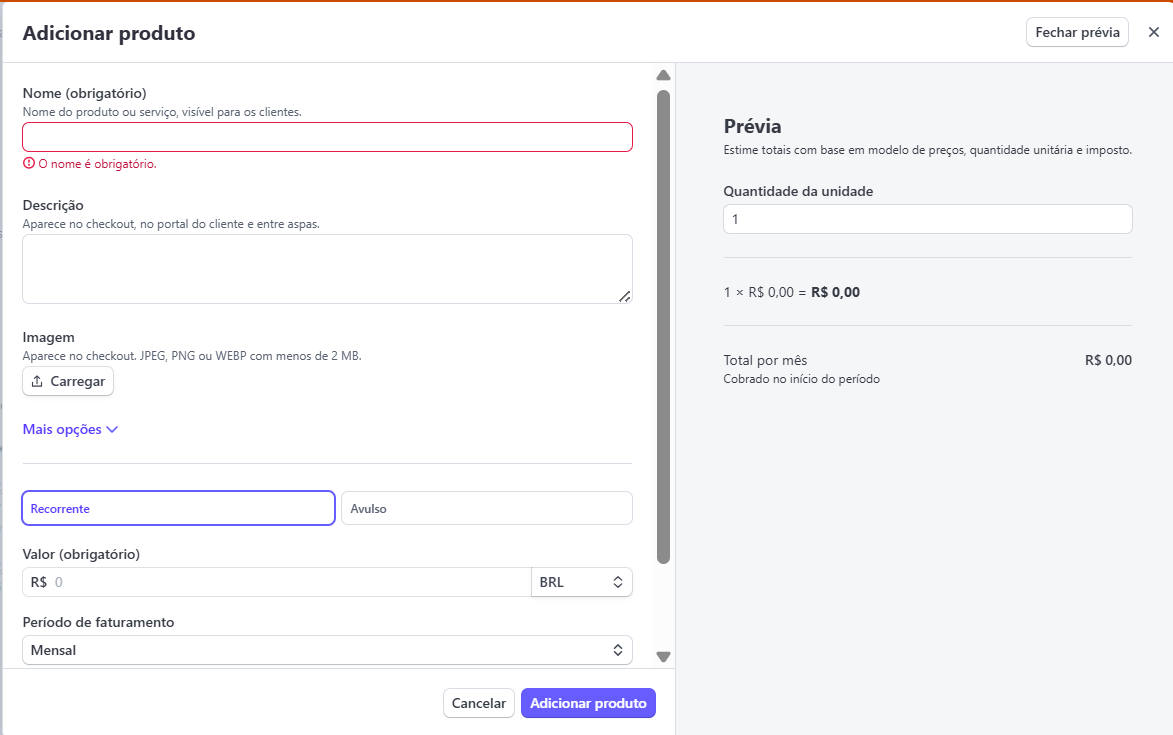 Adicionar produto
Fechar prévia
Nome (obrigatório)
Nome do produto ou serviço, visível para os clientes.
O nome é obrigatório.
Descrição
Aparece no checkout, no portal do cliente e entre aspas.
Imagem
Aparece no checkout. JPEG, PNG ou WEBP com menos de 2 MB.
Carregar
Mais opções
Recorrente
Avulso
Valor (obrigatório)
R$ 0
BRL
Período de faturamento
Mensal
Cancelar
Adicionar produto
Prévia
Estime totais com base em modelo de preços, quantidade unitária e imposto.
Quantidade da unidade
1
1 × R$ 0,00 = R$ 0,00
Total por mês
R$ 0,00
Cobrado no início do período